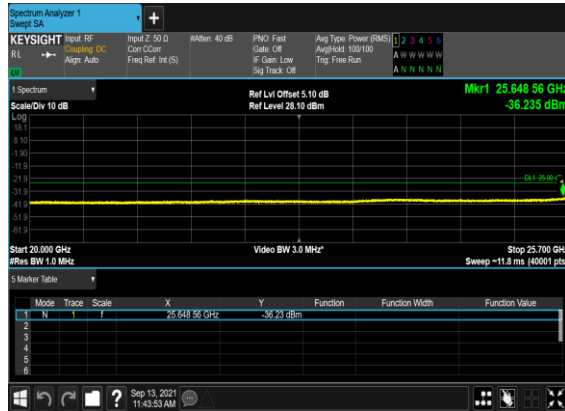 Spectrum Analyzer 1
Swept SA
+
KEYSIGHT Input: RF Input Z: 50 Ω #Atten: 40 dB PNO: Fast Avg Type: Power (RMS) 1 2 3 4 5 6
RL Coupling: DC Corr CCorr Gate: Off Avg|Hold: 100/100 A W W W W W
Align: Auto Freq Ref: Int (S) IF Gain: Low Trig: Free Run
Sig Track: Off A N N N N N
1 Spectrum Ref Lvl Offset 5.10 dB Mkr1 25.648 56 GHz
Scale/Div 10 dB Ref Level 28.10 dBm -36.235 dBm
Log
18.1
8.10
-1.90
-11.9
-21.9
DL1 -25.00
-31.9
-41.9
-51.9
-61.9
Start 20.000 GHz Video BW 3.0 MHz* Stop 25.700 GHz
#Res BW 1.0 MHz Sweep ~11.8 ms (40001 pts)
5 Marker Table
Mode Trace Scale X Y Function Function Width Function Value
1 N 1 f 25.648 56 GHz -36.23 dBm
2
3
4
5
6
? Sep 13, 2021
11:43:53 AM